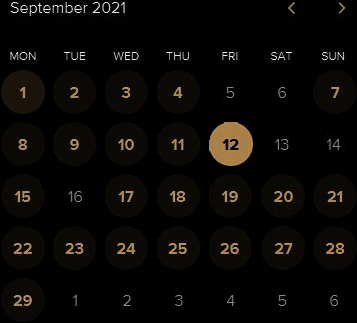 September 2021
MON TUE WED THU FRI SAT SUN
1 2 3 4 5 6 7
8 9 10 11 12 13 14
15 16 17 18 19 20 21
22 23 24 25 26 27 28
29 1 2 3 4 5 6